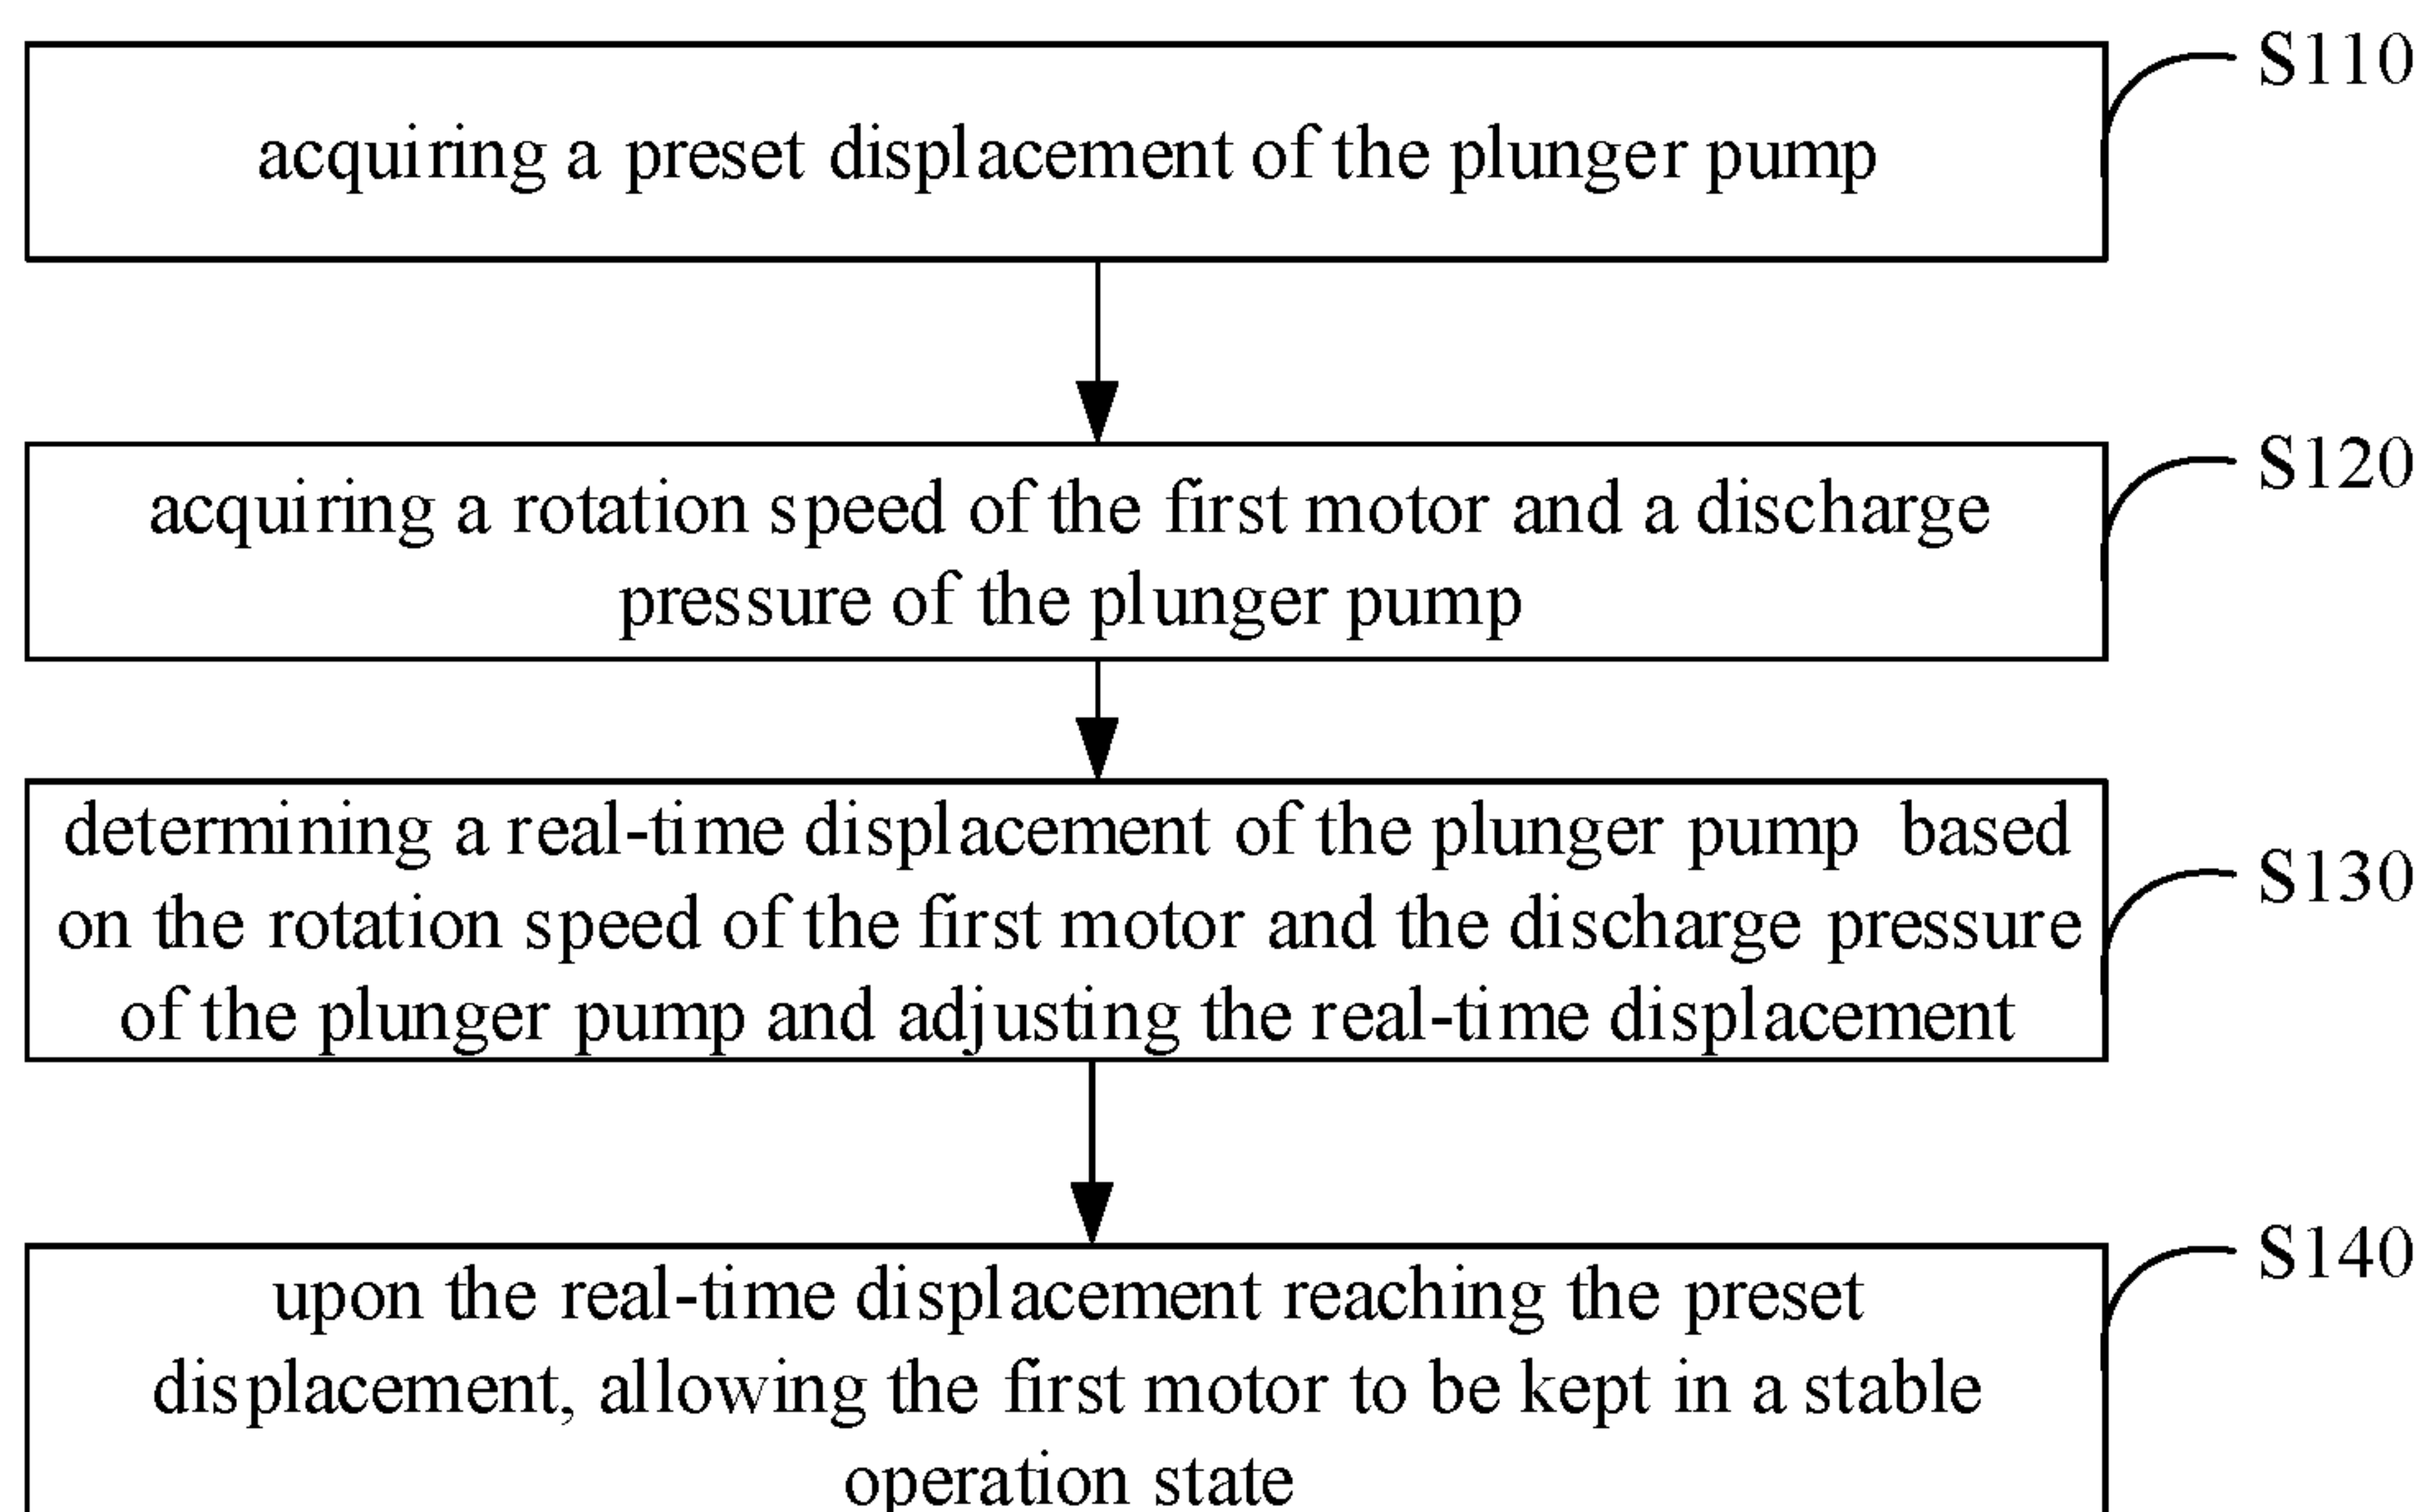 S110
acquiring a preset displacement of the plunger pump
S120
acquiring a rotation speed of the first motor and a discharge
pressure of the plunger pump
determining a real-time displacement of the plunger pump based
S130
on the rotation speed of the first motor and the discharge pressure
of the plunger pump and adjusting the real-time displacement
S140
upon the real-time displacement reaching the preset
displacement, allowing the first motor to be kept in a stable
operation state